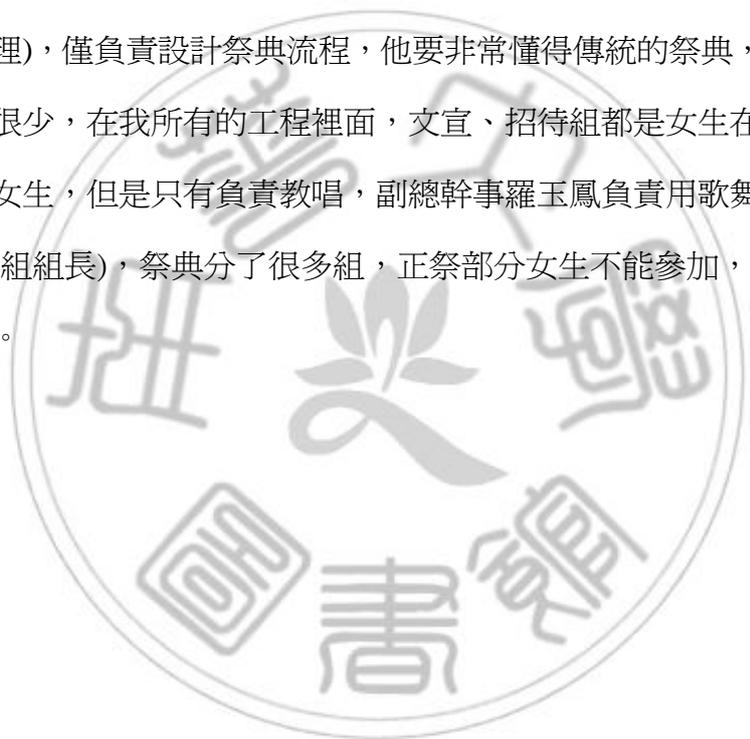 理)，僅負責設計祭典流程，他要非常懂得傳統的祭典，
很少，在我所有的工程裡面，文宣、招待組都是女生在
女生，但是只有負責教唱，副總幹事羅玉鳳負責用歌舞
組組長)，祭典分了很多組，正祭部分女生不能參加，
。